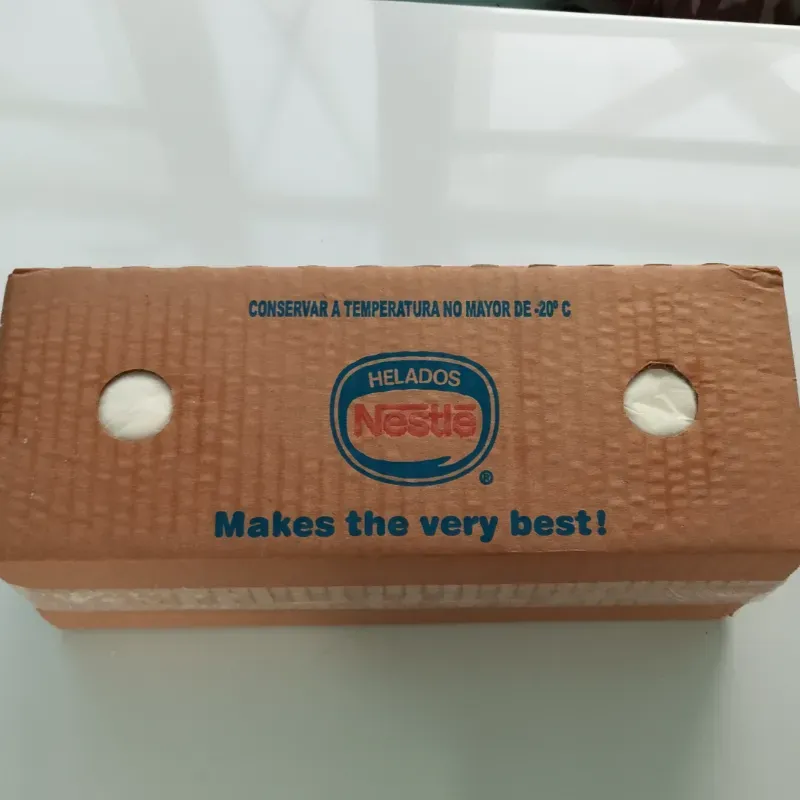 CONSERVAR A TEMPERATURA NO MAYOR DE -20º C
HELADOS
Nestlé
®
Makes the very best!